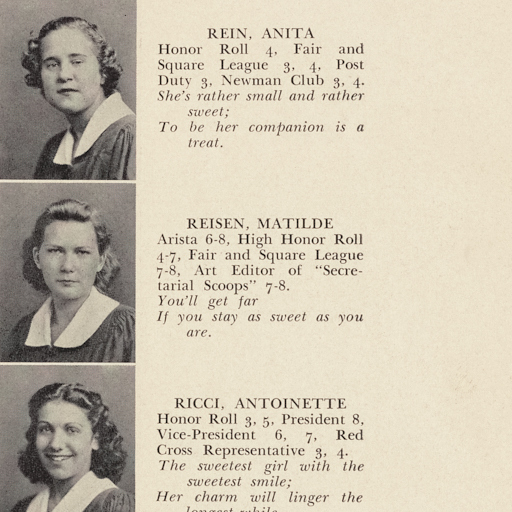 REIN, ANITA
Honor Roll 4, Fair and
Square League 3, 4, Post
Duty 3, Newman Club 3, 4.
She's rather small and rather
sweet;
To be her companion is a
treat.
REISEN, MATILDE
Arista 6-8, High Honor Roll
4-7, Fair and Square League
7-8, Art Editor of "Secre-
tarial Scoops" 7-8.
You'll get far
If you stay as sweet as you
are.
RICCI, ANTOINETTE
Honor Roll 3, 5, President 8,
Vice-President 6, 7, Red
Cross Representative 3, 4.
The sweetest girl with the
sweetest smile;
Her charm will linger the
longest while.